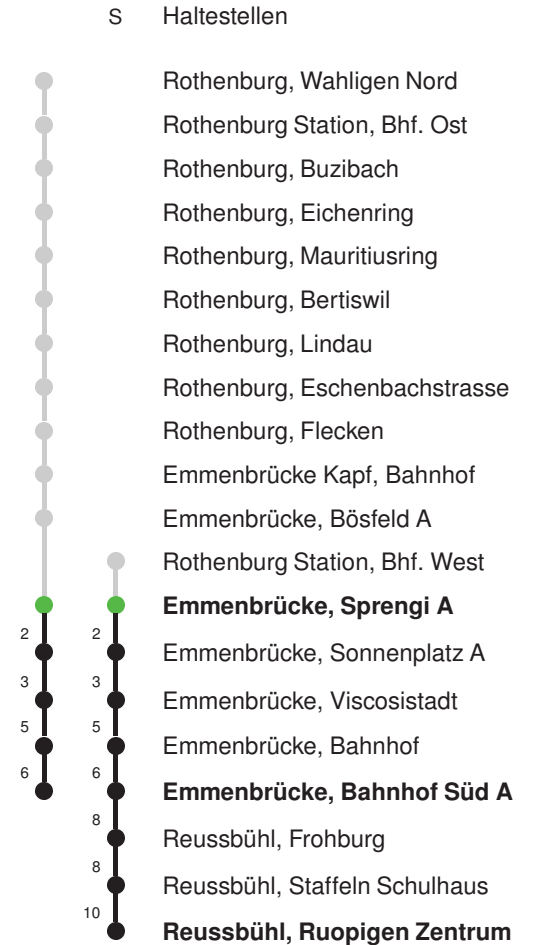 S Haltestellen
Rothenburg, Wahligen Nord
Rothenburg Station, Bhf. Ost
Rothenburg, Buzibach
Rothenburg, Eichenring
Rothenburg, Mauritiusring
Rothenburg, Bertiswil
Rothenburg, Lindau
Rothenburg, Eschenbachstrasse
Rothenburg, Flecken
Emmenbrücke Kapf, Bahnhof
Emmenbrücke, Bösfeld A
Rothenburg Station, Bhf. West
Emmenbrücke, Sprengi A
2 2 Emmenbrücke, Sonnenplatz A
3 3 Emmenbrücke, Viscosistadt
5 5 Emmenbrücke, Bahnhof
6 6 Emmenbrücke, Bahnhof Süd A
8 Reussbühl, Frohburg
8 Reussbühl, Staffeln Schulhaus
10 Reussbühl, Ruopigen Zentrum